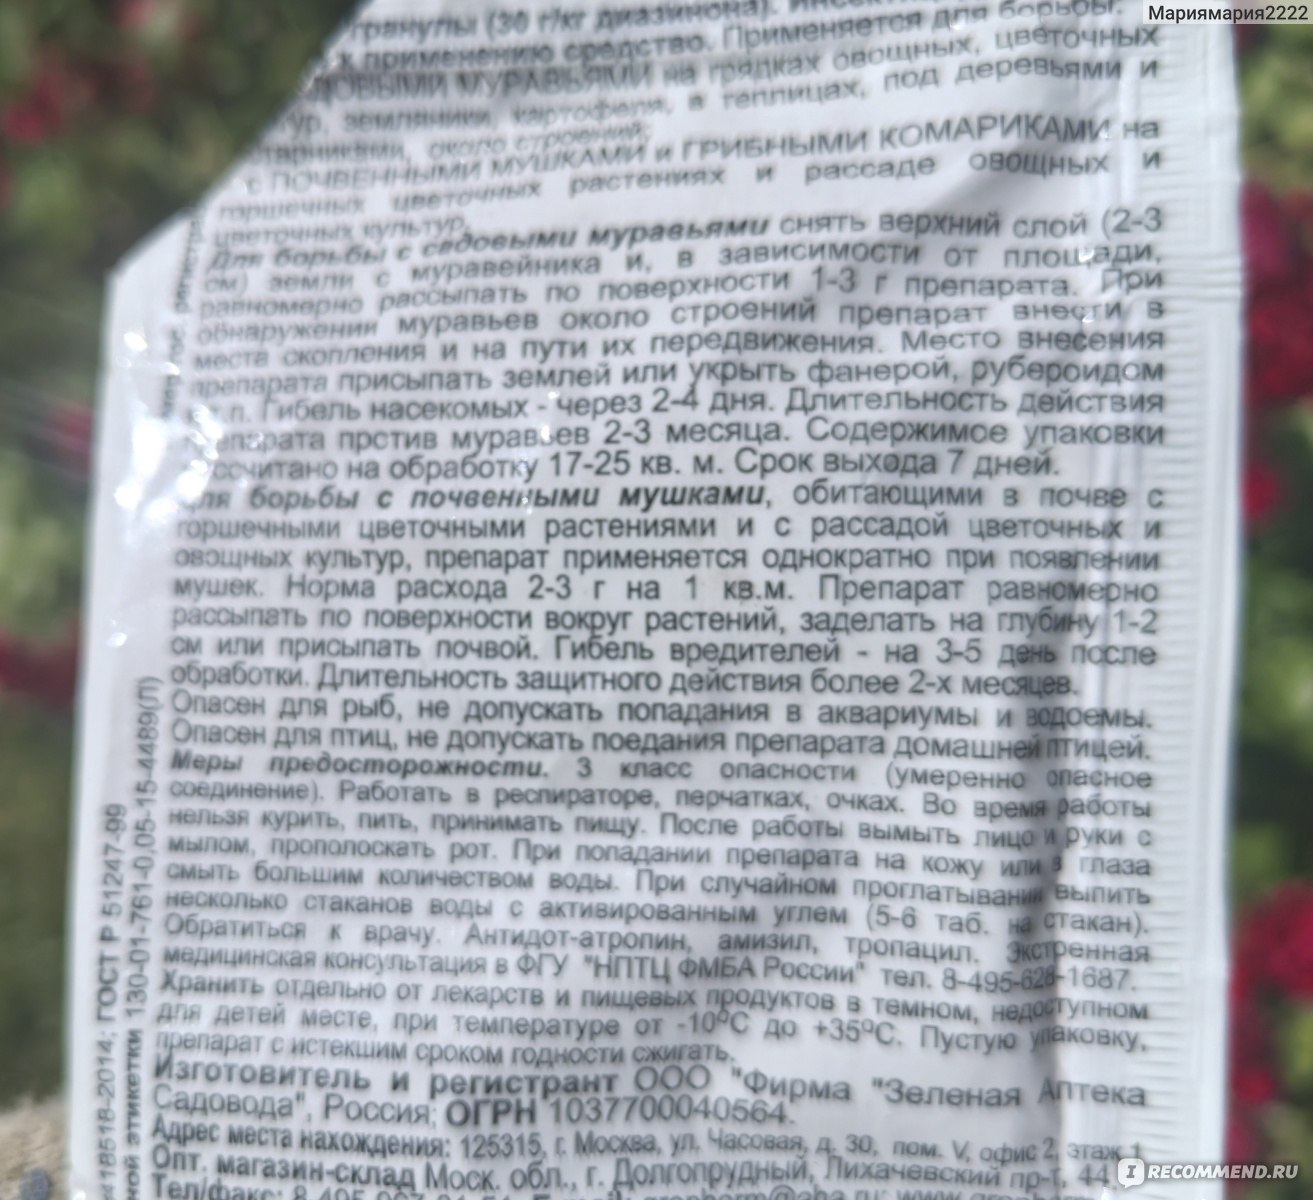 Мариямария2222
гранулы (30 г/кг диазинона).
к применению средство. Применяется для борьбы:
ДОВЫМИ МУРАВЬЯМИ на грядках овощных, цветочных
земляники, картофеля, в теплицах, под деревьями и
около строений;
с ПОЧВЕННЫМИ МУШКАМИ и ГРИБНЫМИ КОМАРИКАМИ на
горшечных цветочных растениях и рассаде овощных и
цветочных культур.
Для борьбы с садовыми муравьями снять верхний слой (2-3
см) земли с муравейника и, в зависимости от площади,
равномерно рассыпать по поверхности 1-3 г препарата. При
обнаружении муравьев около строений препарат внести в
места скопления и на пути их передвижения. Место внесения
препарата присыпать землей или укрыть фанерой, рубероидом
т.п. Гибель насекомых - через 2-4 дня. Длительность действия
препарата против муравьев 2-3 месяца. Содержимое упаковки
рассчитано на обработку 17-25 кв. м. Срок выхода 7 дней.
Для борьбы с почвенными мушками, обитающими в почве с
горшечными цветочными растениями и с рассадой цветочных и
овощных культур, препарат применяется однократно при появлении
мушек. Норма расхода 2-3 г на 1 кв.м. Препарат равномерно
рассыпать по поверхности вокруг растений, заделать на глубину 1-2
см или присыпать почвой. Гибель вредителей - на 3-5 день после
обработки. Длительность защитного действия более 2-х месяцев.
Опасен для рыб, не допускать попадания в аквариумы и водоемы.
Опасен для птиц, не допускать поедания препарата домашней птицей.
Меры предосторожности. 3 класс опасности (умеренно опасное
соединение). Работать в респираторе, перчатках, очках. Во время работы
нельзя курить, пить, принимать пищу. После работы вымыть лицо и руки с
мылом, прополоскать рот. При попадании препарата на кожу или в глаза
смыть большим количеством воды. При случайном проглатывании выпить
несколько стаканов воды с активированным углем (5-6 таб. на стакан).
Обратиться к врачу. Антидот-атропин, амизил, тропацил. Экстренная
медицинская консультация в ФГУ "НПТЦ ФМБА России" тел. 8-495-628-1687.
Хранить отдельно от лекарств и пищевых продуктов в темном, недоступном
для детей месте, при температуре от -10ºС до +35ºС. Пустую упаковку,
препарат с истекшим сроком годности сжигать.
Изготовитель и регистрант ООО "Фирма "Зеленая Аптека
Садовода", Россия; ОГРН 1037700040564.
Адрес места нахождения: 125315, г. Москва, ул. Часовая, д. 30, пом. V, офис 2, этаж 1
Опт. магазин-склад Моск. обл., г. Долгопрудный, Лихачевский пр-т, 44
Тел/факс:
418518-2014; ГОСТ Р 51247-99
ной этикетки 130-01-761-0,05-15-4489(Л)
IRECOMMEND.RU